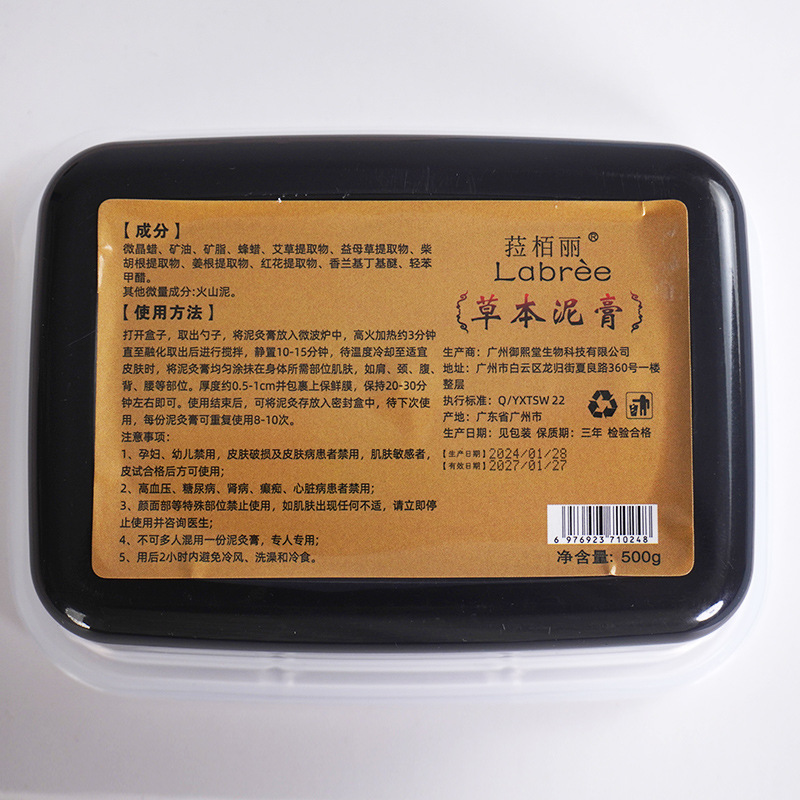 【成分】
微晶蜡、矿油、矿脂、蜂蜡、艾草提取物、益母草提取物、柴
胡根提取物、姜根提取物、红花提取物、香兰基丁基醚、轻苯
甲醋。
其他微量成分:火山泥。
【使用方法】
打开盒子，取出勺子，将泥灸膏放入微波炉中，高火加热约3分钟
直至融化取出后进行搅拌，静置10-15分钟，待温度冷却至适宜
皮肤时，将泥灸膏均匀涂抹在身体所需部位肌肤，如肩、颈、腹
背、腰等部位。厚度约0.5-1cm并包裹上保鲜膜，保持20-30分
钟左右即可。使用结束后，可将泥灸存放入密封盒中，待下次使
用，每份泥灸膏可重复使用8-10次。
注意事项:
1、孕妇、幼儿禁用，皮肤破损及皮肤病患者禁用，肌肤敏感者，
皮试合格后方可使用;
2、高血压、糖尿病、肾病、癫痫、心脏病患者禁用;
3、颜面部等特殊部位禁止使用，如肌肤出现任何不适，请立即停
止使用并咨询医生;
4、不可多人混用一份泥灸膏，专人专用;
5、用后2小时内避免冷风、洗澡和冷食。
菈栢丽®
Labrèe
草本泥膏
生产商：广州御熙堂生物科技有限公司
地址：广州市白云区龙归街夏良路360号一楼
整层
执行标准：Q/YXTSW 22
产地：广东省广州市
生产日期：见包装 保质期：三年 检验合格
【生产日期】2024/01/28
【有效日期】2027/01/27
6 976923 710248
净含量: 500g